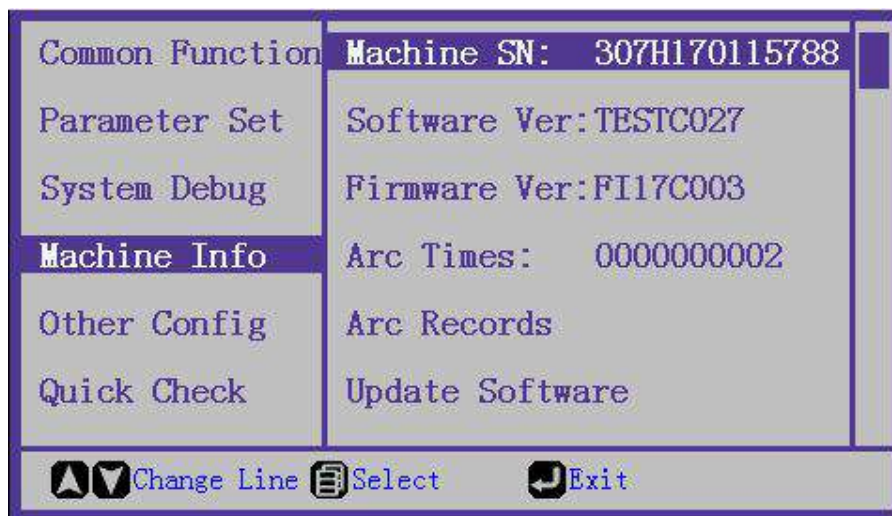 Common Function
Parameter Set
System Debug
Machine Info
Other Config
Quick Check
Machine SN: 307H170115788
Software Ver:TESTC027
Firmware Ver:FI17C003
Arc Times: 0000000002
Arc Records
Update Software
Change Line Select Exit